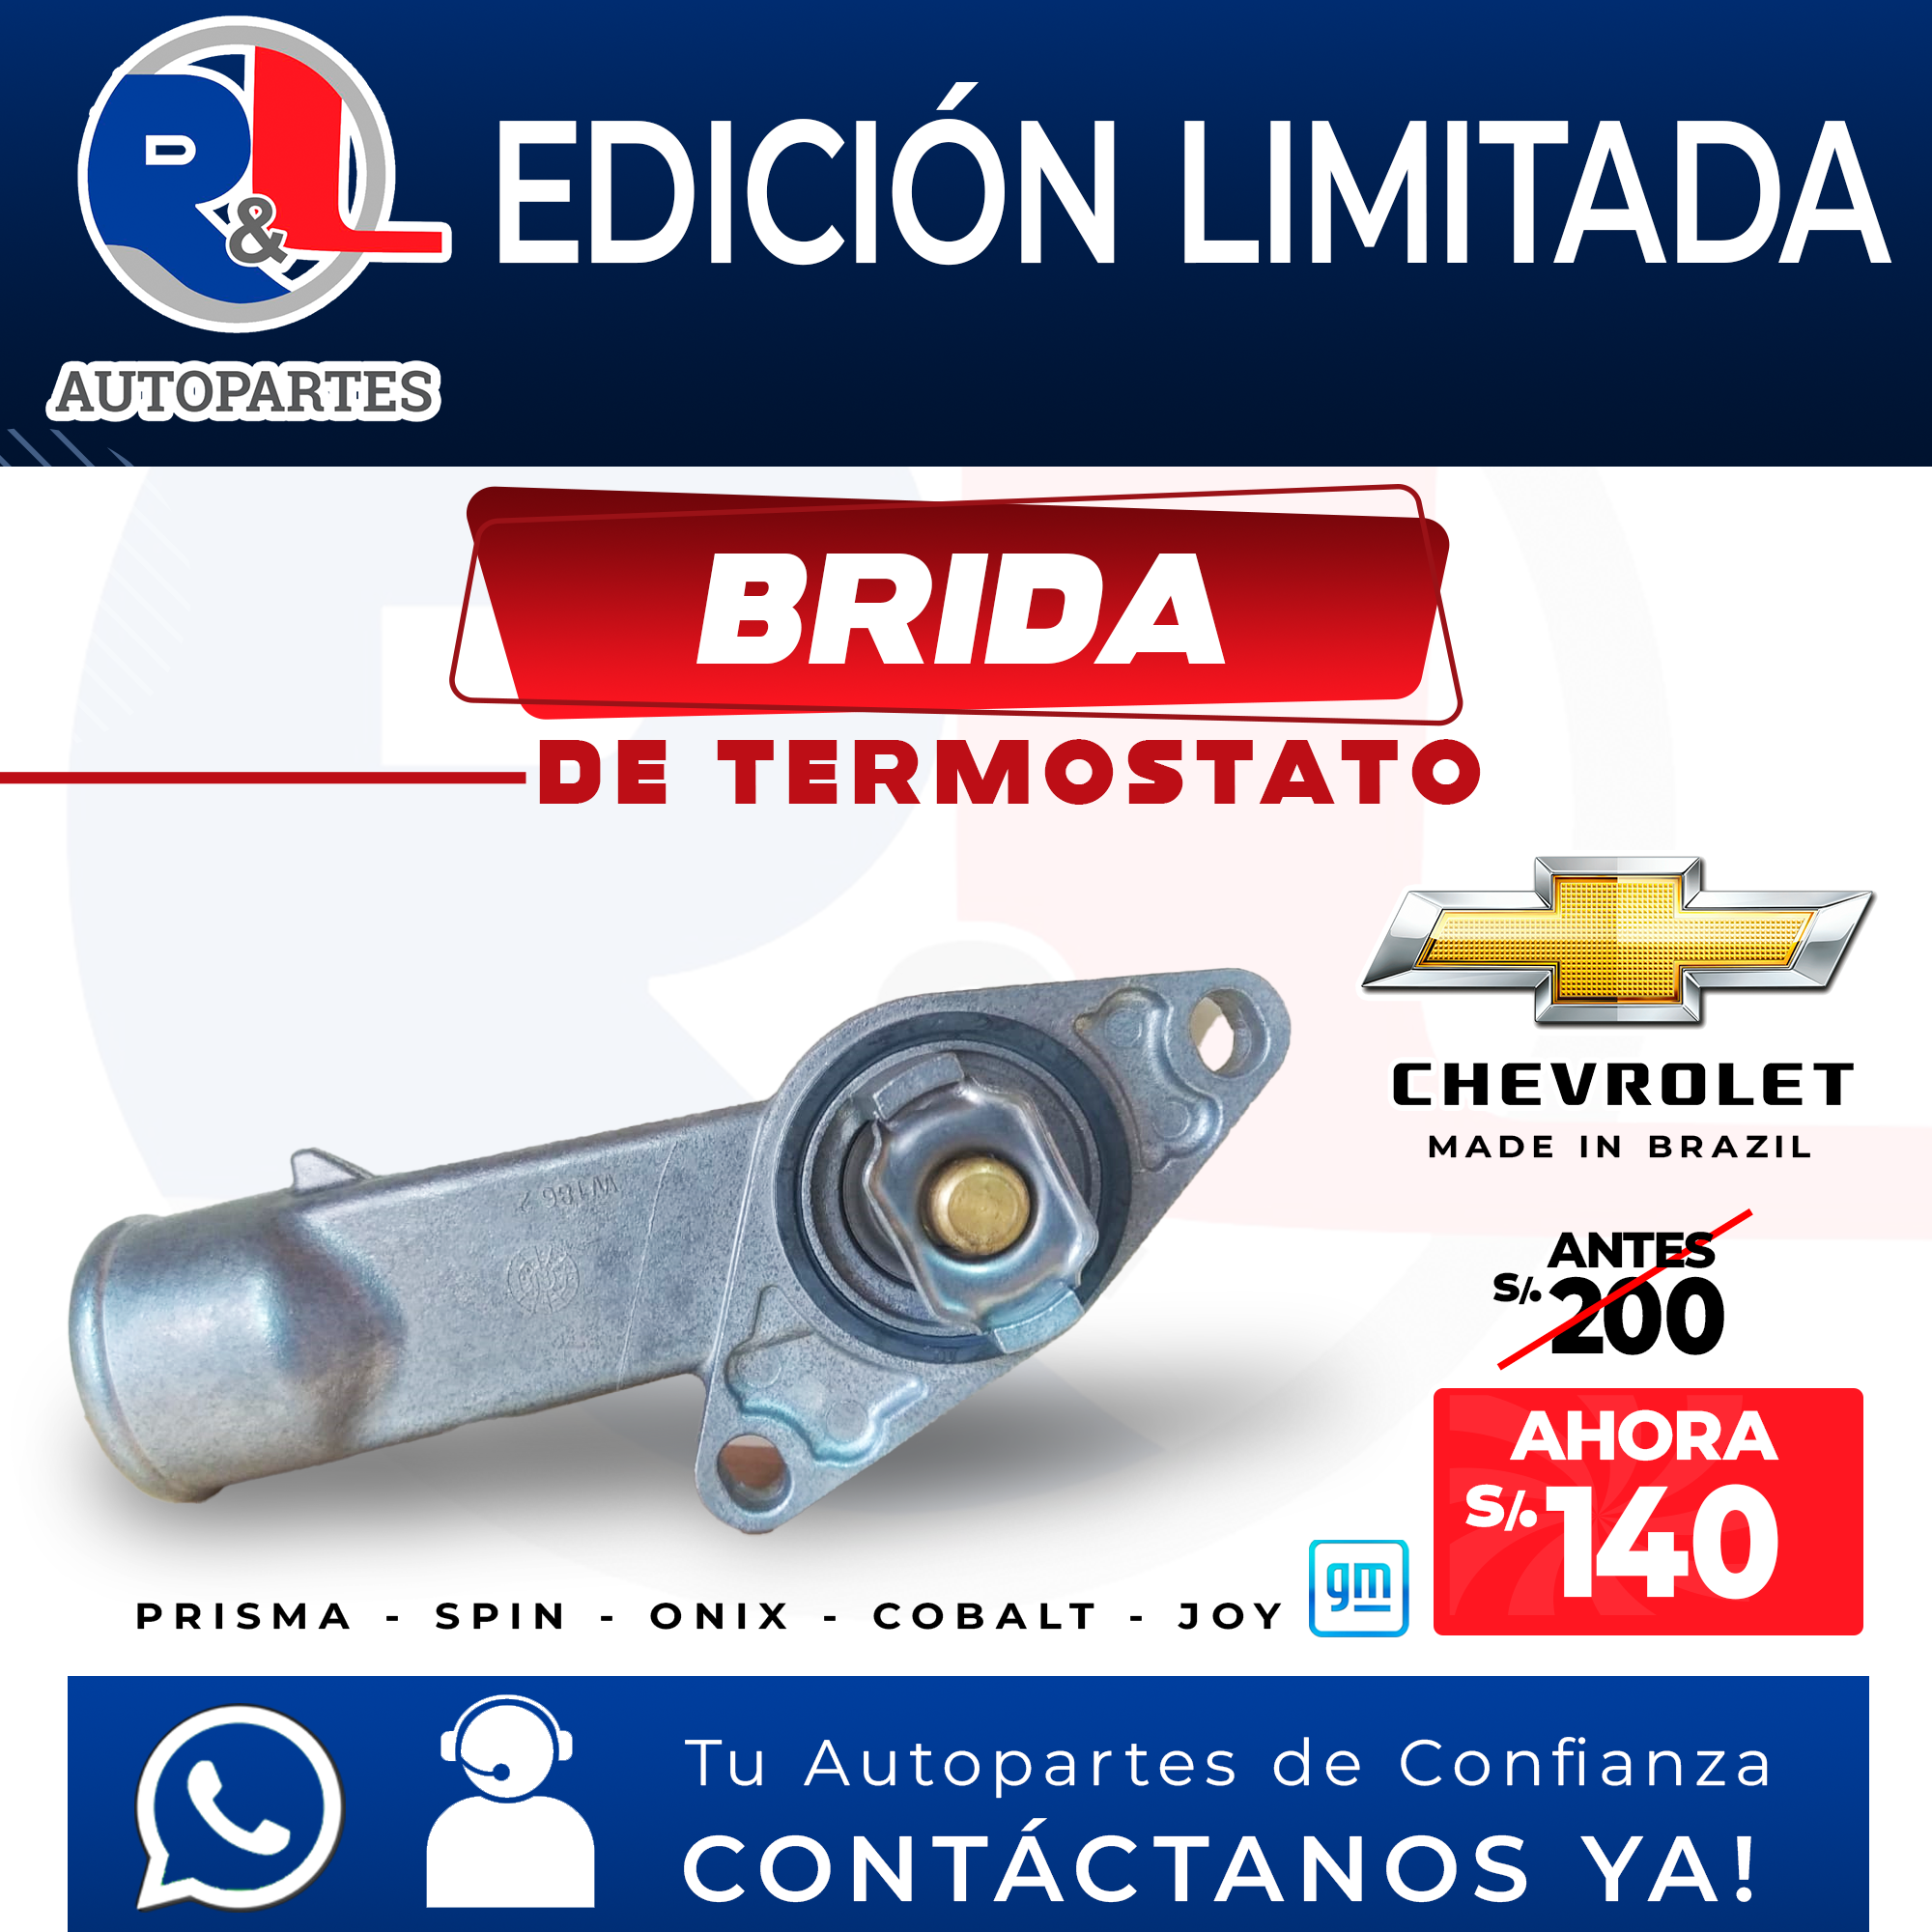 R&L
AUTOPARTES
EDICIÓN LIMITADA
BRIDA
DE TERMOSTATO
CHEVROLET
MADE IN BRAZIL
ANTES
S/. 200
AHORA
S/. 140
PRISMA - SPIN - ONIX - COBALT - JOY
gm
Tu Autopartes de Confianza
CONTÁCTANOS YA!